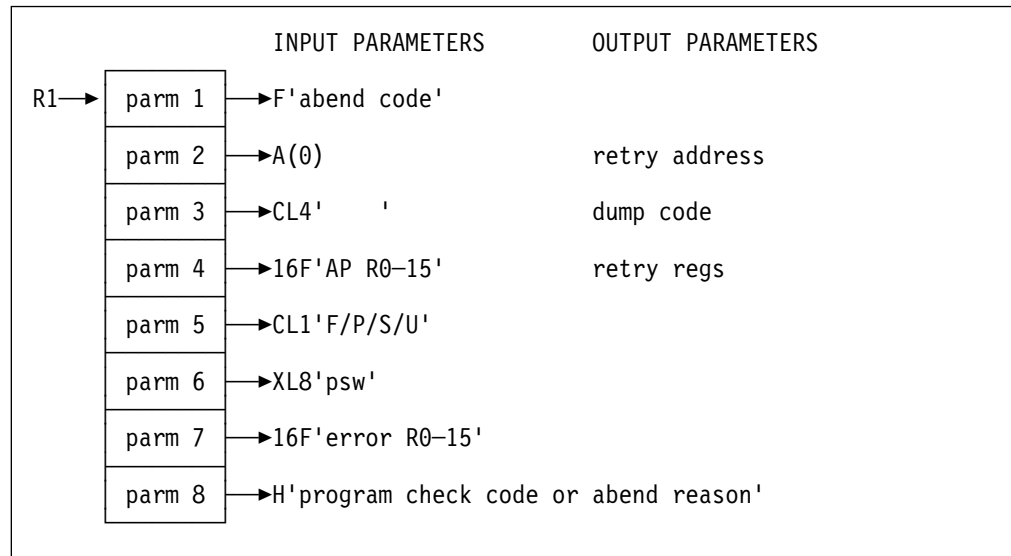 INPUT PARAMETERS OUTPUT PARAMETERS
R1 parm 1 F'abend code'
parm 2 A(0) retry address
parm 3 CL4'    ' dump code
parm 4 16F'AP R0–15' retry regs
parm 5 CL1'F/P/S/U'
parm 6 XL8'psw'
parm 7 16F'error R0–15'
parm 8 H'program check code or abend reason'